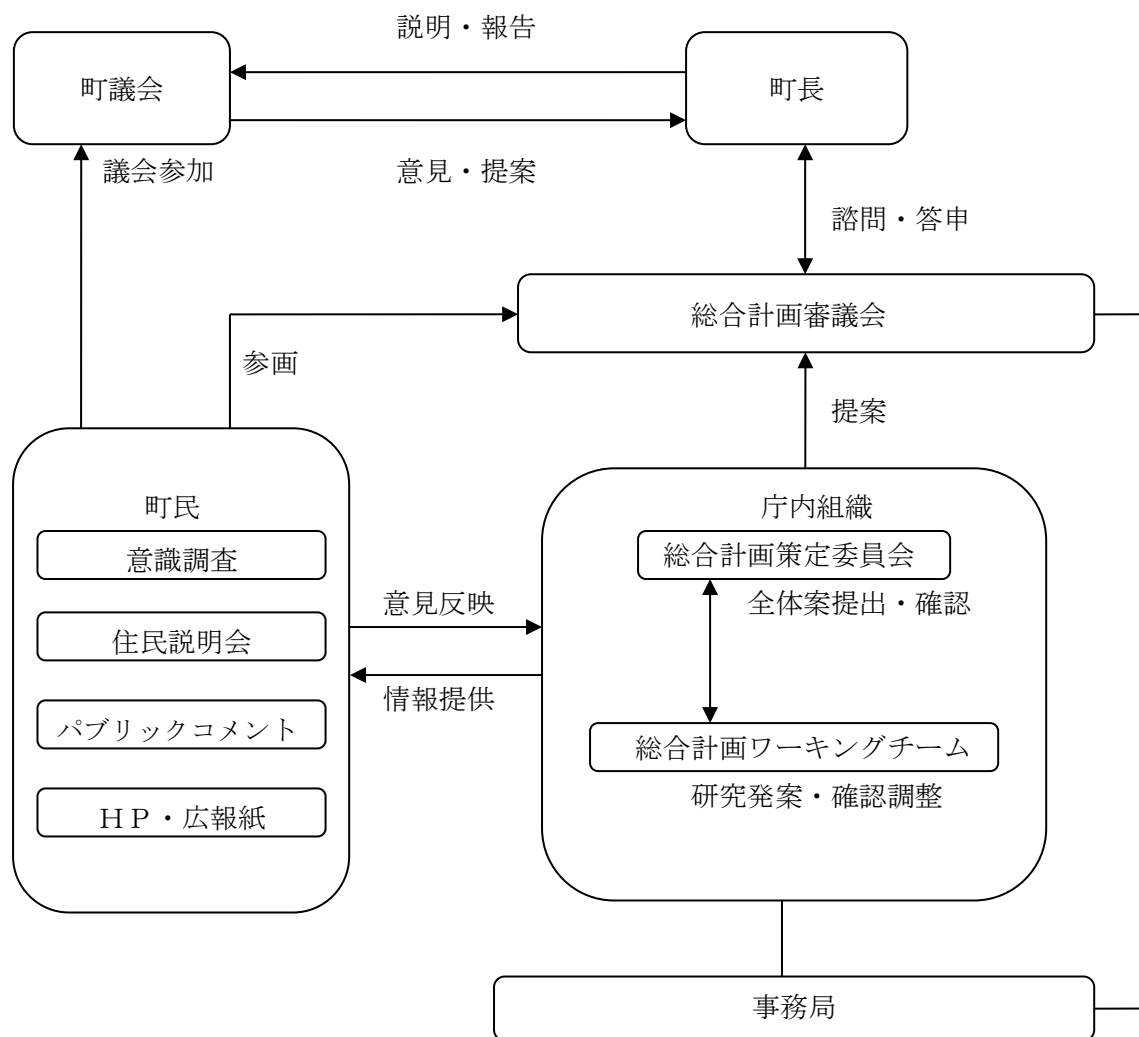 説明・報告
町議会
町長
議会参加
意見・提案
諮問・答申
総合計画審議会
参画
提案
町民
意識調査
住民説明会
パブリックコメント
HP・広報紙
意見反映
情報提供
庁内組織
総合計画策定委員会
全体案提出・確認
総合計画ワーキングチーム
研究発案・確認調整
事務局